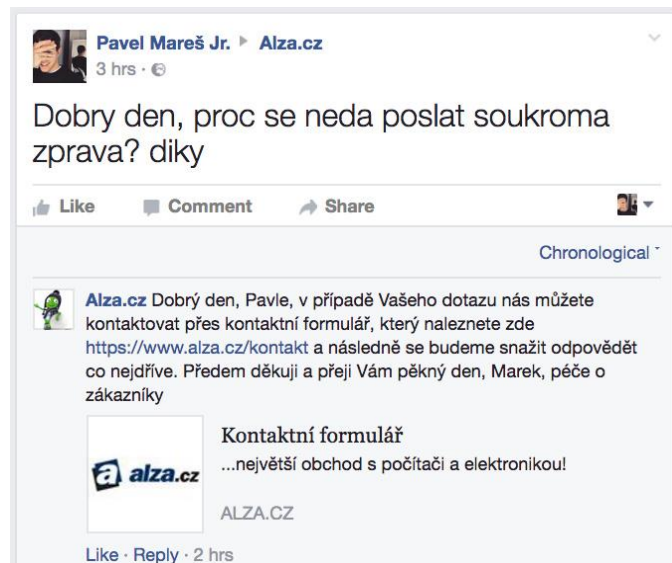 Pavel Mareš Jr. ▶ Alza.cz
3 hrs ·
Dobry den, proc se neda poslat soukroma
zprava? diky
Like Comment Share
Chronological
Alza.cz Dobrý den, Pavle, v případě Vašeho dotazu nás můžete
kontaktovat přes kontaktní formulář, který naleznete zde
https://www.alza.cz/kontakt a následně se budeme snažit odpovědět
co nejdříve. Předem děkuji a přeji Vám pěkný den, Marek, péče o
zákazníky
Kontaktní formulář
...největší obchod s počítači a elektronikou!
alza.cz
ALZA.CZ
Like · Reply · 2 hrs